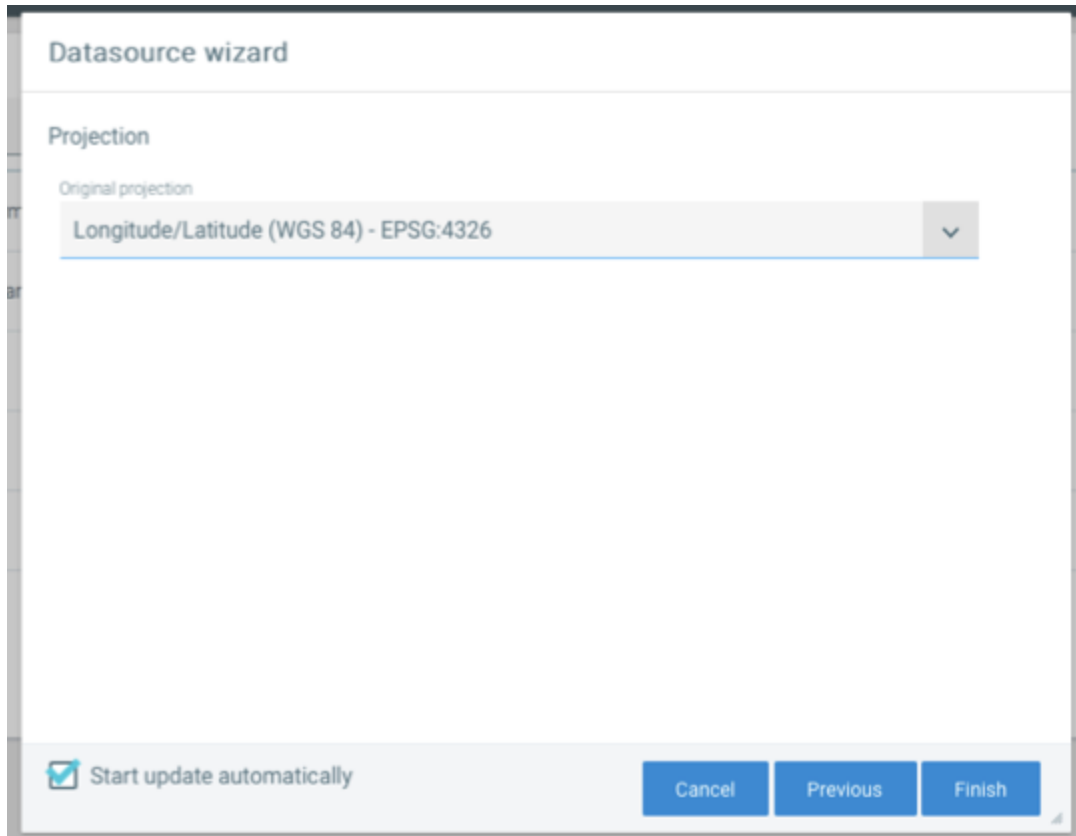 Datasource wizard
Projection
Original projection
Longitude/Latitude (WGS 84) - EPSG:4326
Start update automatically
Cancel
Previous
Finish